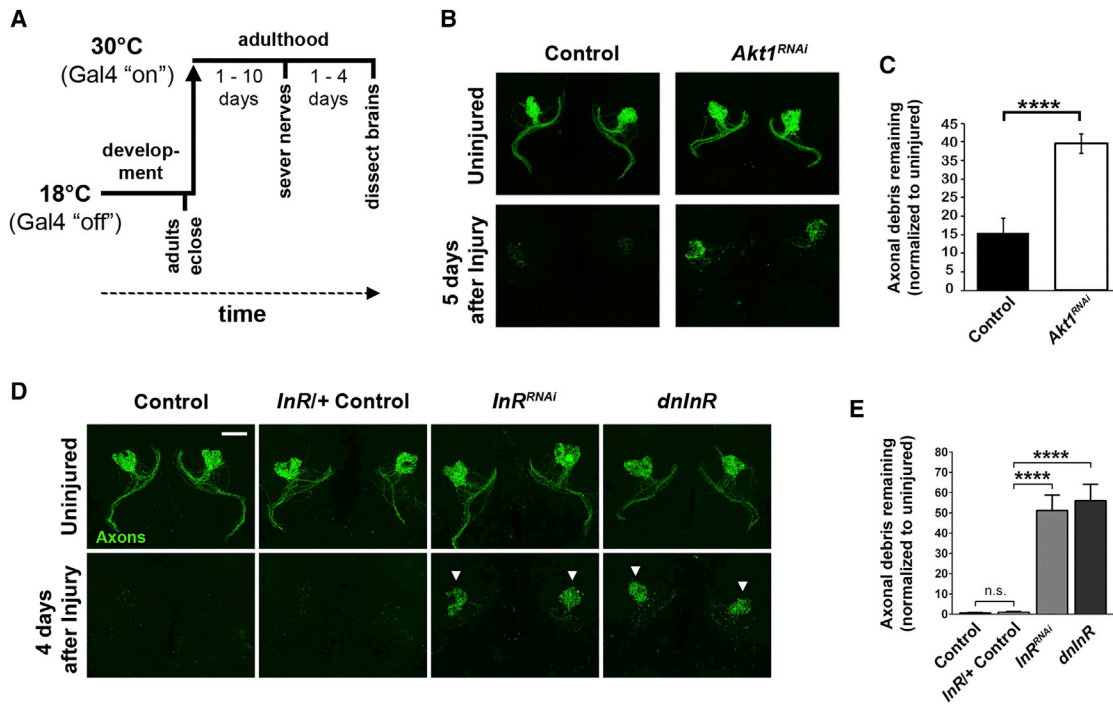 A
30°C
(Gal4 "on")
adulthood
1 - 10
days
1 - 4
days
sever nerves
dissect brains
develop-
ment
18°C
(Gal4 "off")
adults
eclose
time
B
Control
Akt1RNAi
Uninjured
5 days
after Injury
C
Axonal debris remaining
(normalized to uninjured)
****
45
40
35
30
25
20
15
10
5
0
Control
Akt1RNAi
D
Control
InR/+ Control
InRRNAi
dnInR
Uninjured
Axons
4 days
after Injury
E
Axonal debris remaining
(normalized to uninjured)
80
70
60
50
40
30
20
10
0
****
****
n.s.
Control
InR/+ Control
InRRNAi
dnInR